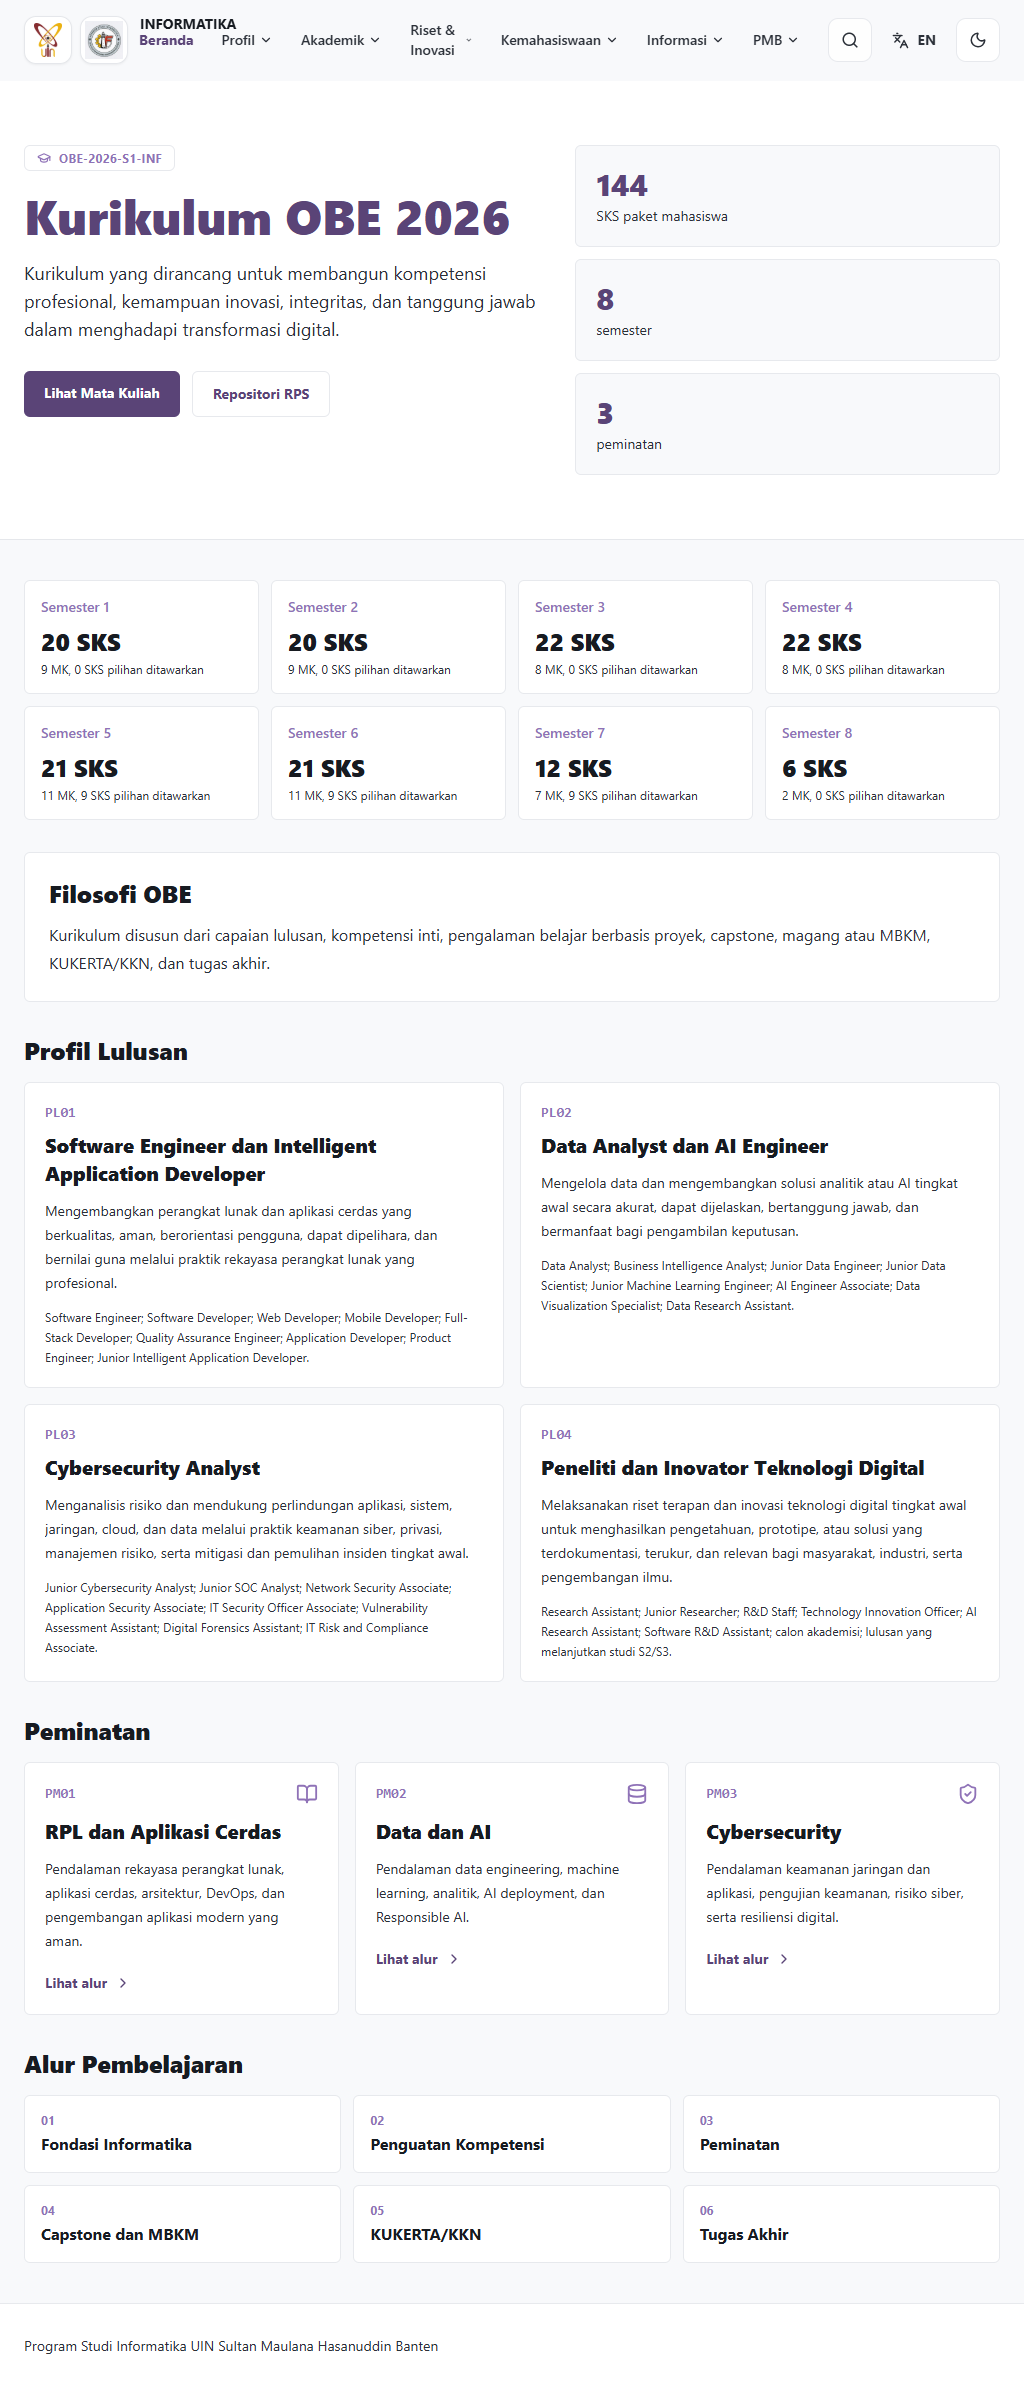 INFORMATIKA
Beranda
Profil
Akademik
Riset &
Inovasi
Kemahasiswaan
Informasi
PMB
EN
OBE-2026-S1-INF
Kurikulum OBE 2026
Kurikulum yang dirancang untuk membangun kompetensi
profesional, kemampuan inovasi, integritas, dan tanggung jawab
dalam menghadapi transformasi digital.
Lihat Mata Kuliah
Repositori RPS
144
SKS paket mahasiswa
8
semester
3
peminatan
Semester 1
20 SKS
9 MK, 0 SKS pilihan ditawarkan
Semester 2
20 SKS
9 MK, 0 SKS pilihan ditawarkan
Semester 3
22 SKS
8 MK, 0 SKS pilihan ditawarkan
Semester 4
22 SKS
8 MK, 0 SKS pilihan ditawarkan
Semester 5
21 SKS
11 MK, 9 SKS pilihan ditawarkan
Semester 6
21 SKS
11 MK, 9 SKS pilihan ditawarkan
Semester 7
12 SKS
7 MK, 9 SKS pilihan ditawarkan
Semester 8
6 SKS
2 MK, 0 SKS pilihan ditawarkan
Filosofi OBE
Kurikulum disusun dari capaian lulusan, kompetensi inti, pengalaman belajar berbasis proyek, capstone, magang atau MBKM,
KUKERTA/KKN, dan tugas akhir.
Profil Lulusan
PL01
Software Engineer dan Intelligent
Application Developer
Mengembangkan perangkat lunak dan aplikasi cerdas yang
berkualitas, aman, berorientasi pengguna, dapat dipelihara, dan
bernilai guna melalui praktik rekayasa perangkat lunak yang
profesional.
Software Engineer; Software Developer; Web Developer; Mobile Developer; Full-
Stack Developer; Quality Assurance Engineer; Application Developer; Product
Engineer; Junior Intelligent Application Developer.
PL02
Data Analyst dan AI Engineer
Mengelola data dan mengembangkan solusi analitik atau AI tingkat
awal secara akurat, dapat dijelaskan, bertanggung jawab, dan
bermanfaat bagi pengambilan keputusan.
Data Analyst; Business Intelligence Analyst; Junior Data Engineer; Junior Data
Scientist; Junior Machine Learning Engineer; AI Engineer Associate; Data
Visualization Specialist; Data Research Assistant.
PL03
Cybersecurity Analyst
Menganalisis risiko dan mendukung perlindungan aplikasi, sistem,
jaringan, cloud, dan data melalui praktik keamanan siber, privasi,
manajemen risiko, serta mitigasi dan pemulihan insiden tingkat awal.
Junior Cybersecurity Analyst; Junior SOC Analyst; Network Security Associate;
Application Security Associate; IT Security Officer Associate; Vulnerability
Assessment Assistant; Digital Forensics Assistant; IT Risk and Compliance
Associate.
PL04
Peneliti dan Inovator Teknologi Digital
Melaksanakan riset terapan dan inovasi teknologi digital tingkat awal
untuk menghasilkan pengetahuan, prototipe, atau solusi yang
terdokumentasi, terukur, dan relevan bagi masyarakat, industri, serta
pengembangan ilmu.
Research Assistant; Junior Researcher; R&D Staff; Technology Innovation Officer; AI
Research Assistant; Software R&D Assistant; calon akademisi; lulusan yang
melanjutkan studi S2/S3.
Peminatan
PM01
RPL dan Aplikasi Cerdas
Pendalaman rekayasa perangkat lunak,
aplikasi cerdas, arsitektur, DevOps, dan
pengembangan aplikasi modern yang
aman.
Lihat alur
PM02
Data dan AI
Pendalaman data engineering, machine
learning, analitik, AI deployment, dan
Responsible AI.
Lihat alur
PM03
Cybersecurity
Pendalaman keamanan jaringan dan
aplikasi, pengujian keamanan, risiko siber,
serta resiliensi digital.
Lihat alur
Alur Pembelajaran
01
Fondasi Informatika
02
Penguatan Kompetensi
03
Peminatan
04
Capstone dan MBKM
05
KUKERTA/KKN
06
Tugas Akhir
Program Studi Informatika UIN Sultan Maulana Hasanuddin Banten